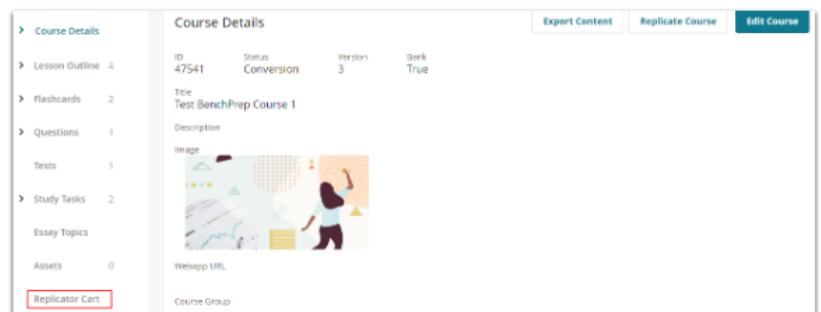 Course Details
Lesson Outline 4
Flashcards 2
Questions 1
Tests 1
Study Tasks 2
Essay Topics
Assets 0
Replicator Cart
Course Details
Export Content
Replicate Course
Edit Course
ID Status Version Bank
47541 Conversion 3 True
Title
Test BenchPrep Course 1
Description
Image
Webapp URL
Course Group